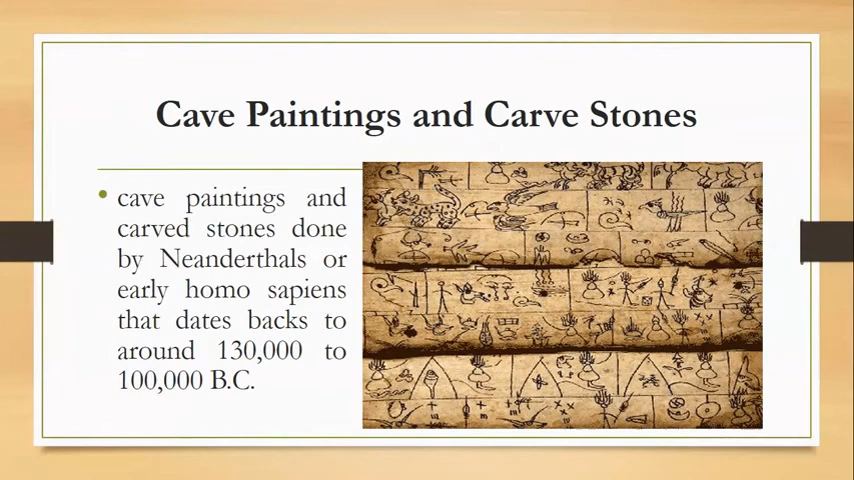 Cave Paintings and Carve Stones
• cave paintings and
carved stones done
by Neanderthals or
early homo sapiens
that dates backs to
around 130,000 to
100,000 B.C.